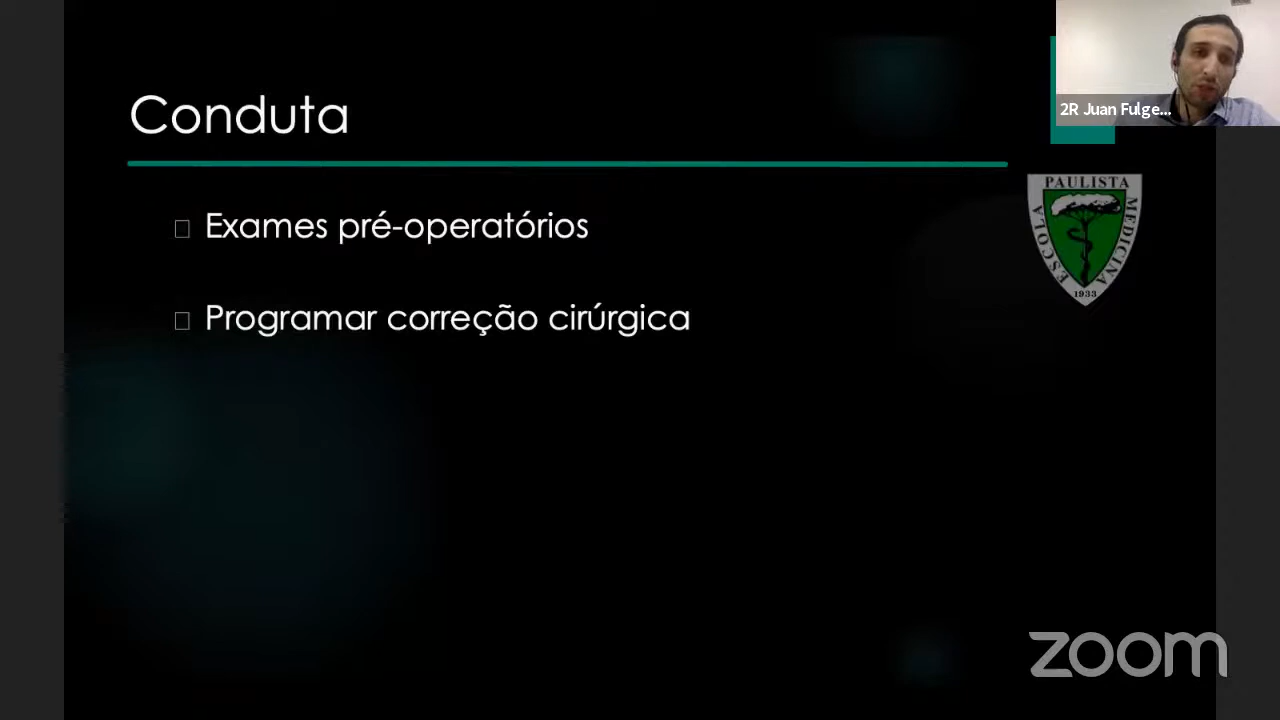 2R Juan Fulge...
Conduta
PAULISTA
ESCOLA
MEDICINA
1933
Exames pré-operatórios
Programar correção cirúrgica
zoom